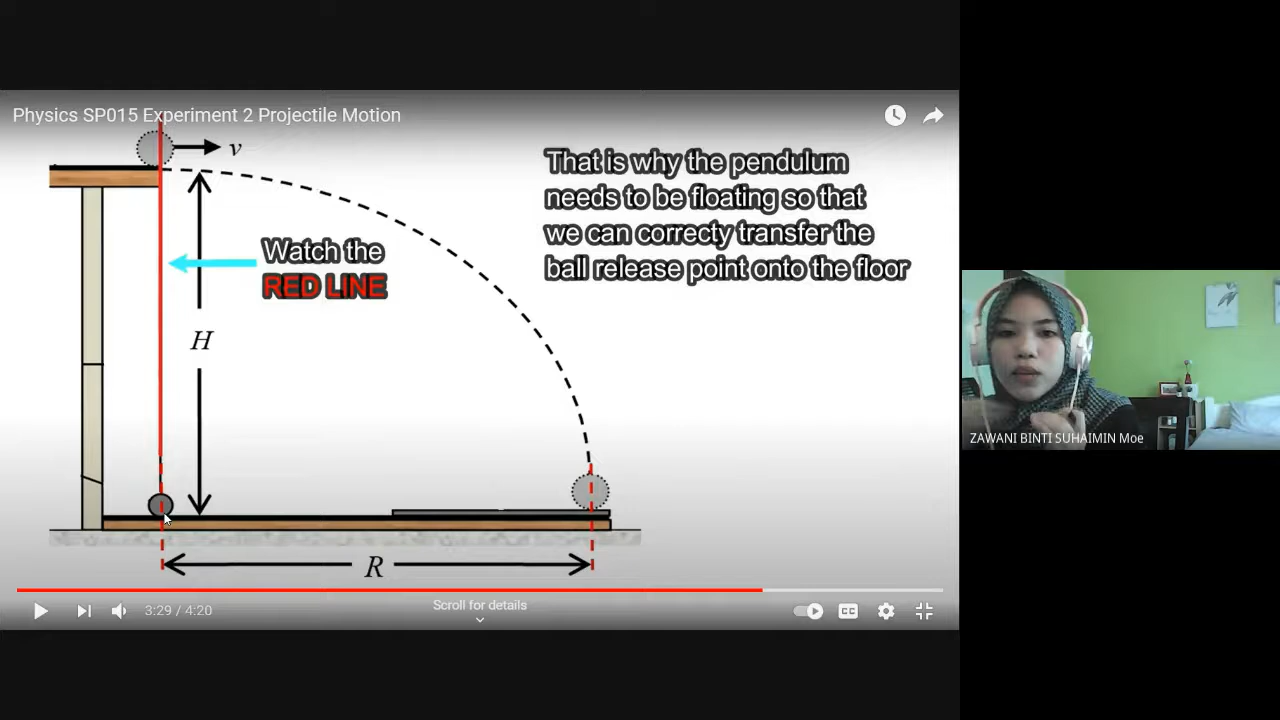 Physics SP015 Experiment 2 Projectile Motion
v
That is why the pendulum
needs to be floating so that
we can correcty transfer the
ball release point onto the floor
Watch the
RED LINE
H
R
3:29 / 4:20
Scroll for details
CC
ZAWANI BINTI SUHAIMIN Moe